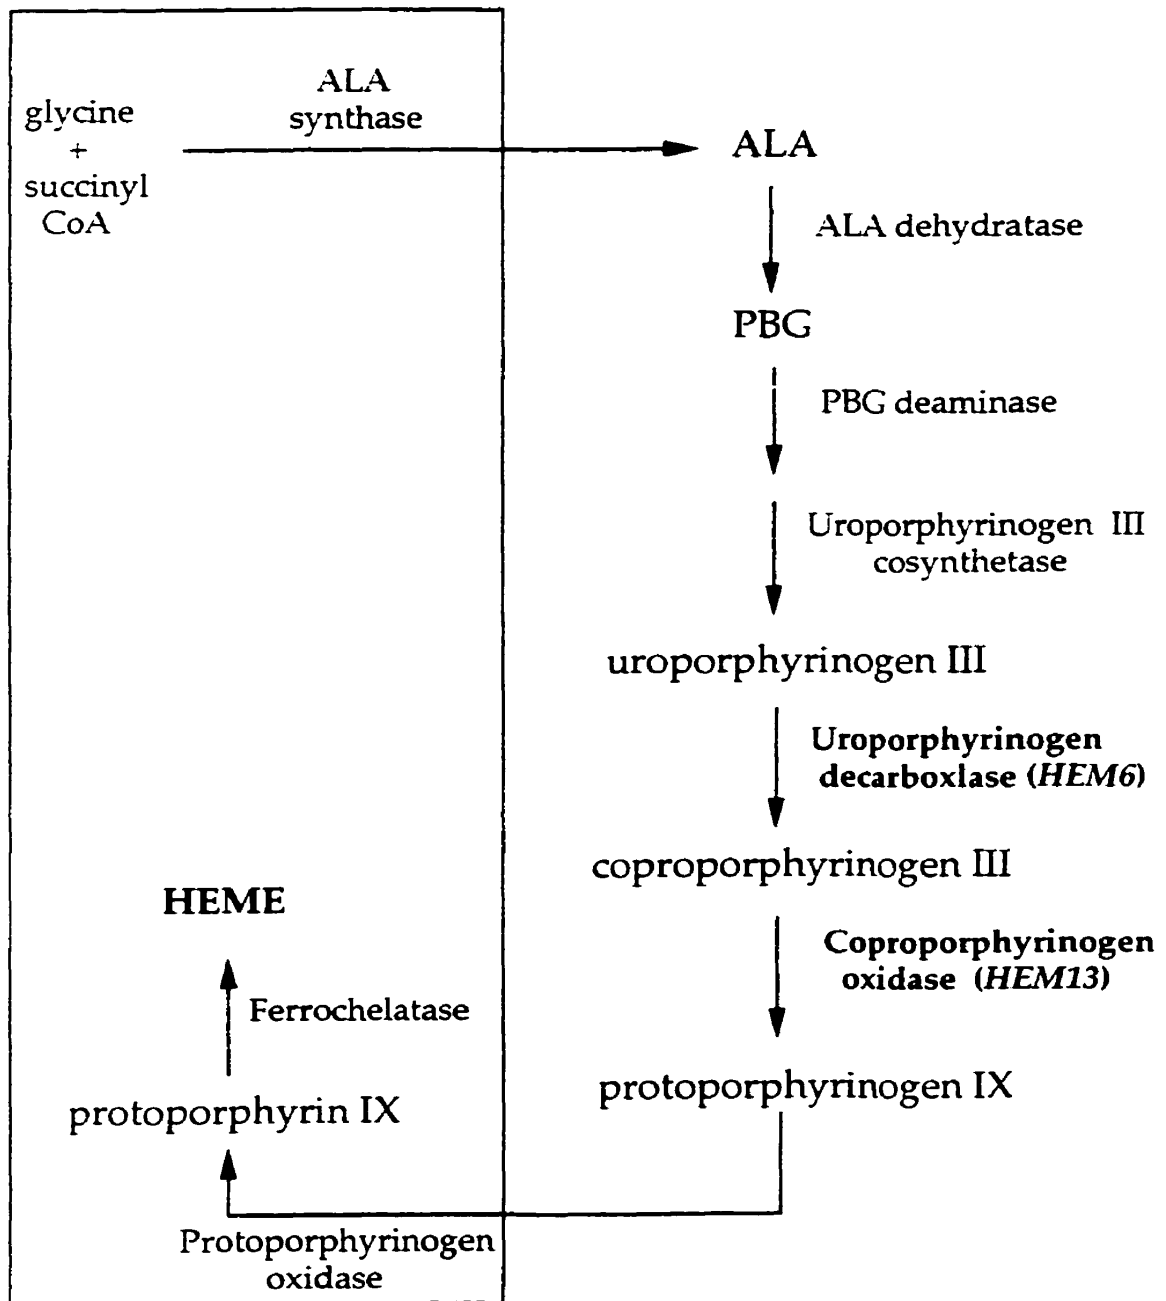 glycine
+
succinyl
CoA
ALA
synthase
ALA
ALA dehydratase
PBG
PBG deaminase
Uroporphyrinogen III
cosynthetase
uroporphyrinogen III
Uroporphyrinogen
decarboxlase (HEM6)
coproporphyrinogen III
Coproporphyrinogen
oxidase (HEM13)
protoporphyrinogen IX
Protoporphyrinogen
oxidase
protoporphyrin IX
Ferrochelatase
HEME